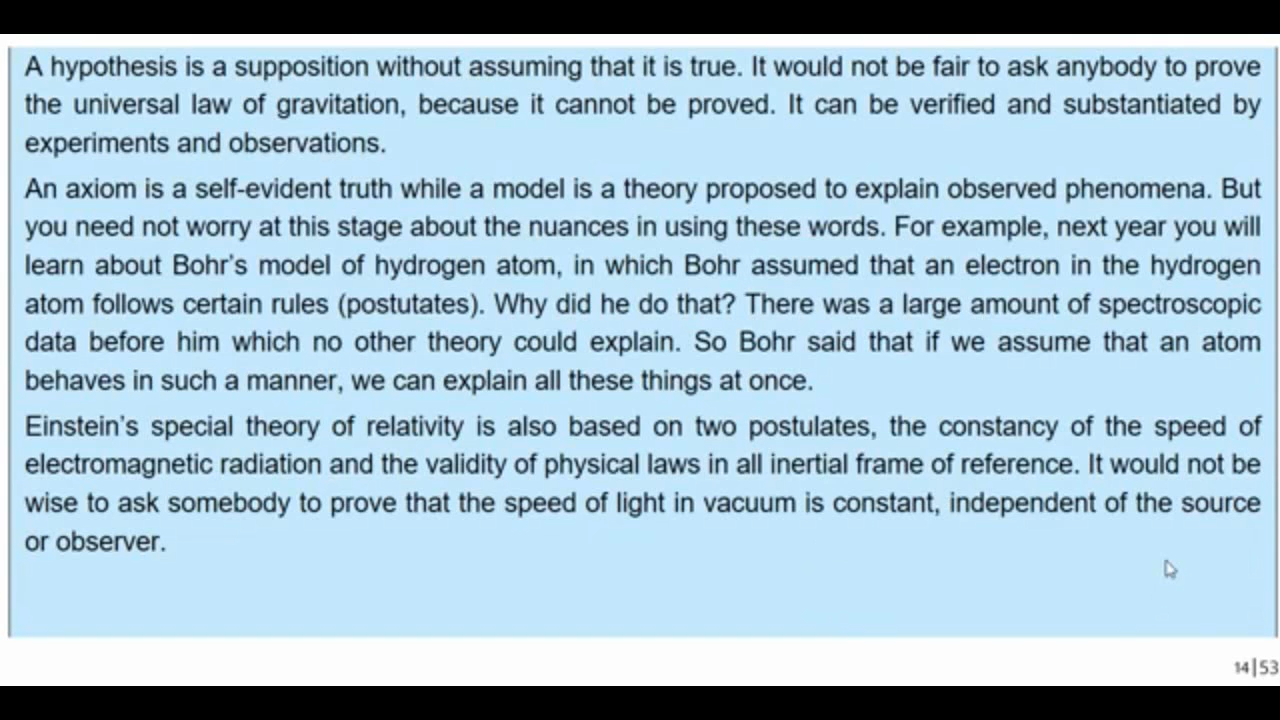 A hypothesis is a supposition without assuming that it is true. It would not be fair to ask anybody to prove
the universal law of gravitation, because it cannot be proved. It can be verified and substantiated by
experiments and observations.
An axiom is a self-evident truth while a model is a theory proposed to explain observed phenomena. But
you need not worry at this stage about the nuances in using these words. For example, next year you will
learn about Bohr's model of hydrogen atom, in which Bohr assumed that an electron in the hydrogen
atom follows certain rules (postutates). Why did he do that? There was a large amount of spectroscopic
data before him which no other theory could explain. So Bohr said that if we assume that an atom
behaves in such a manner, we can explain all these things at once.
Einstein's special theory of relativity is also based on two postulates, the constancy of the speed of
electromagnetic radiation and the validity of physical laws in all inertial frame of reference. It would not be
wise to ask somebody to prove that the speed of light in vacuum is constant, independent of the source
or observer.
14|53